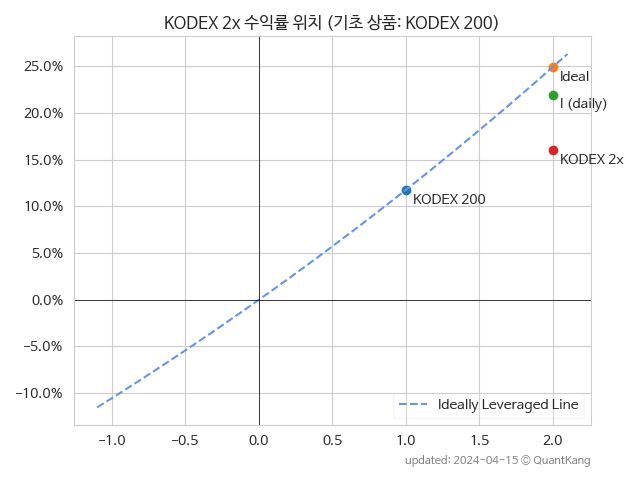 KODEX 2x 수익률 위치 (기초 상품: KODEX 200)
25.0%
20.0%
15.0%
10.0%
5.0%
0.0%
−5.0%
−10.0%
Ideal
I (daily)
KODEX 2x
KODEX 200
Ideally Leveraged Line
−1.0 −0.5 0.0 0.5 1.0 1.5 2.0
updated: 2024-04-15 © QuantKang